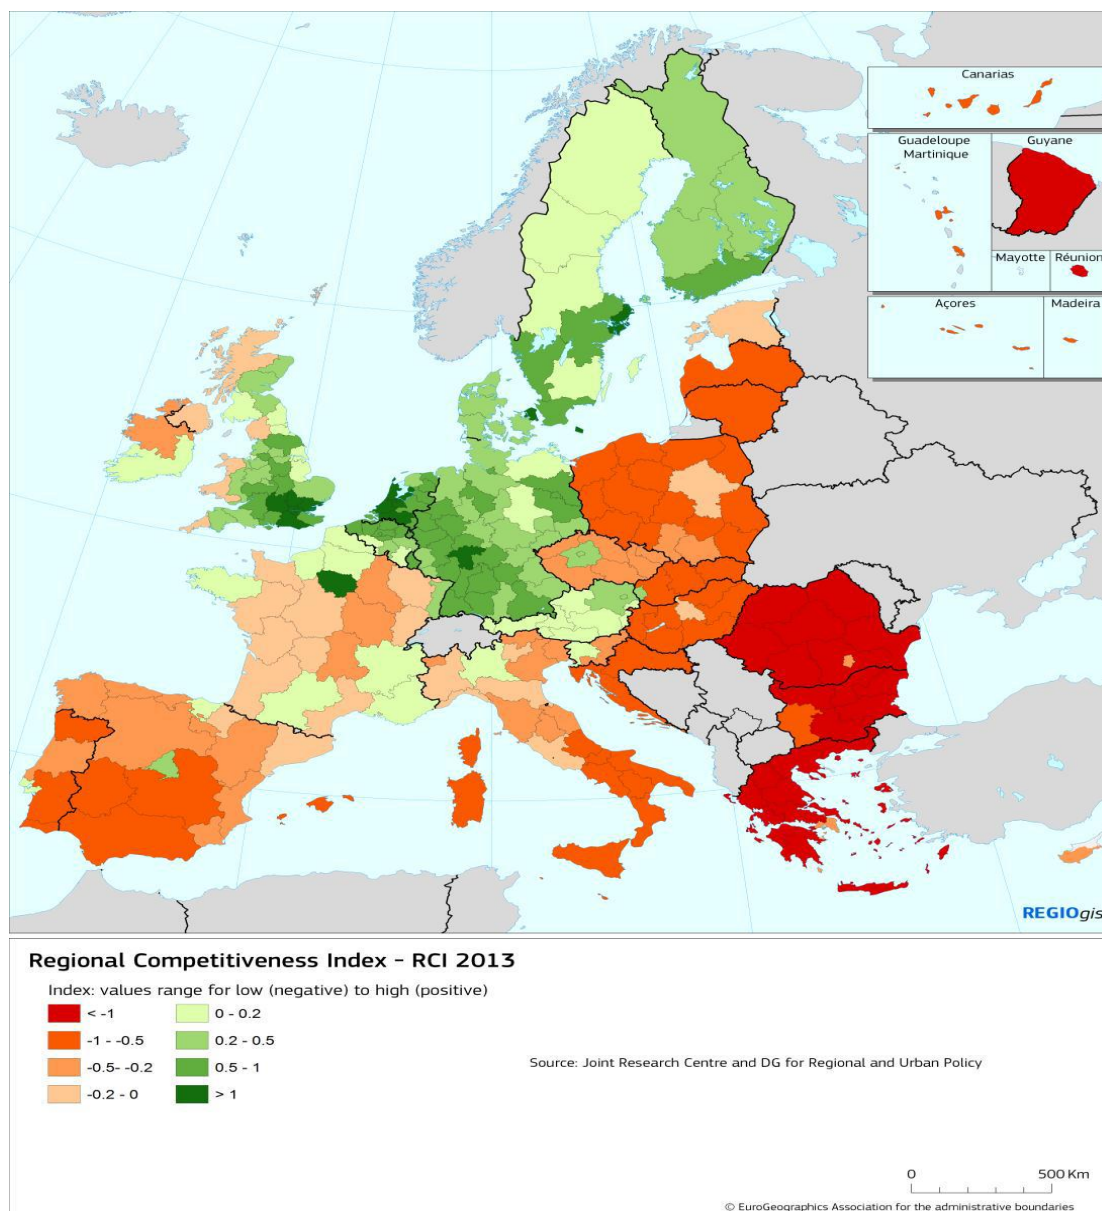 Canarias
Guadeloupe
Martinique
Guyane
Mayotte
Réunion
Açores
Madeira
REGIOgis
Regional Competitiveness Index - RCI 2013
Index: values range for low (negative) to high (positive)
< -1
-1 - -0.5
-0.5- -0.2
-0.2 - 0
0 - 0.2
0.2 - 0.5
0.5 - 1
> 1
Source: Joint Research Centre and DG for Regional and Urban Policy
0
500 Km
© EuroGeographics Association for the administrative boundaries